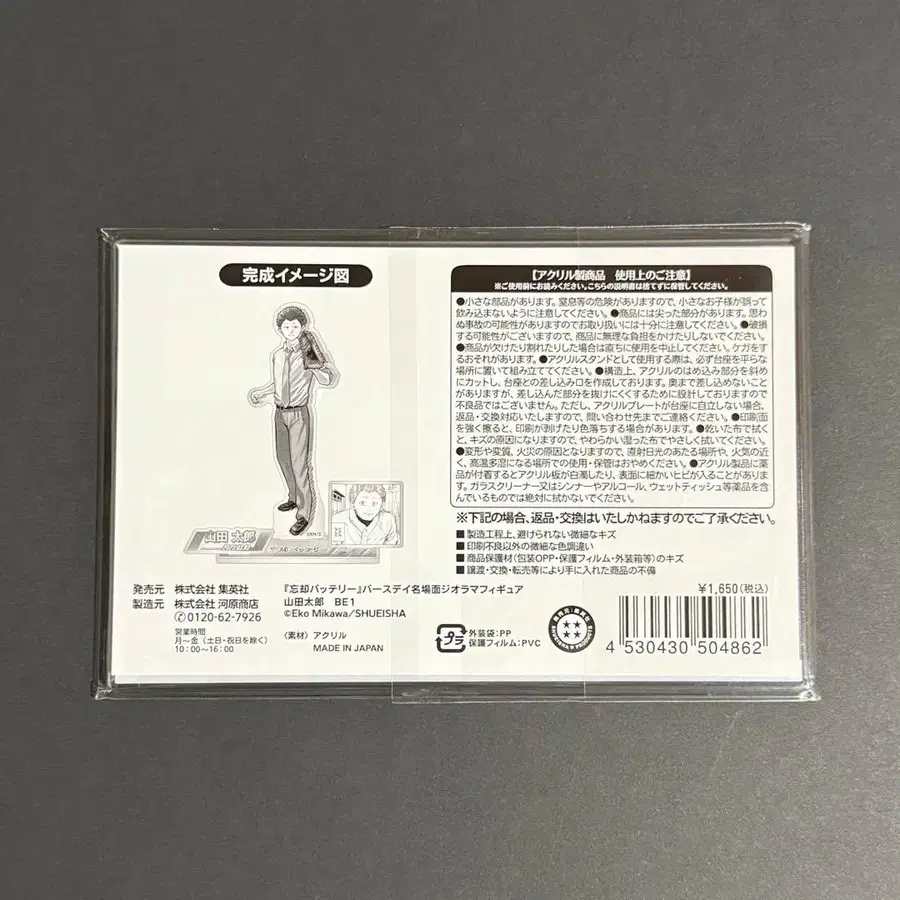 完成イメージ図
山田 太郎
【アクリル製商品 使用上のご注意】
※ご使用前にお読みください。こちらの説明書は捨てずに保管してください。
●小さな部品があります。窒息等の危険がありますので、小さなお子様が誤って
飲み込まないように注意してください。●商品には尖った部分があります。思わ
ぬ事故の可能性がありますのでお取り扱いには十分に注意してください。●破損
する可能性がございますので、商品に無理な負担をかけたりしないでください。
●商品が欠けたり割れたりした場合は直ちに使用を中止してください。ケガをす
るおそれがあります。●アクリルスタンドとして使用する際は、必ず台座を平らな
場所に置いて組み立ててください。●構造上、アクリルのはめ込み部分を斜め
にカットし、台座との差し込み口を作成しております。奥まで差し込めないこと
がありますが、差し込んだ部分を抜けにくくするために設計しておりますので
不良品ではございません。ただし、アクリルプレートが台座に自立しない場合、
返品・交換対応いたしますので、問い合わせ先までご連絡ください。●印刷面
を強く擦ると、印刷が剥げたり色落ちする場合があります。●乾いた布で拭く
と、キズの原因になりますので、やわらかい湿った布でやさしく拭いてください。
●変形や変質、火災の原因となりますので、直射日光のあたる場所や、火気の近
く、高温多湿になる場所での使用・保管はおやめください。●アクリル製品に薬
品が付着するとアクリル板が白濁したり、表面に細かいヒビが入ることがあります。
ガラスクリーナー又はシンナーやアルコール、ウェットティッシュ等薬品を含
んでいるものでは絶対に拭かないでください。
※下記の場合、返品・交換はいたしかねますのでご了承ください。
■製造工程上、避けられない微細なキズ
■印刷不良以外の微細な色調違い
■商品保護材(包装OPP・保護フィルム・外装箱等)のキズ
■譲渡・交換・転売等により手に入れた商品の不備
発売元 株式会社 集英社
製造元 株式会社 河原商店
0120-62-7926
営業時間
月〜金(土日・祝日を除く)
10:00〜16:00
『忘却バッテリー』バースデイ名場面ジオラマフィギュア
山田太郎 BE1
©Eko Mikawa/SHUEISHA
〈素材〉アクリル
MADE IN JAPAN
プラ
外装袋:PP
保護フィルム:PVC
¥1,650(税込)
4 530430 504862